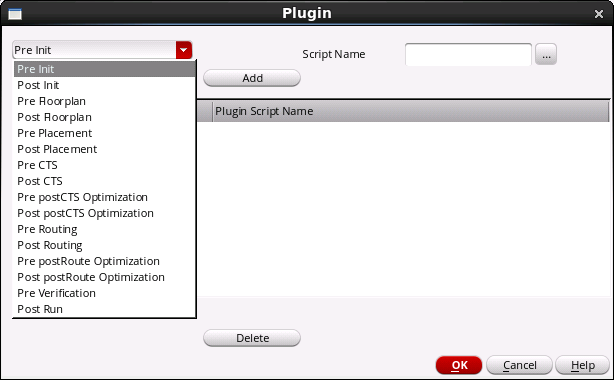 Plugin
Pre Init
Script Name
...
Add
Plugin Script Name
Pre Init
Post Init
Pre Floorplan
Post Floorplan
Pre Placement
Post Placement
Pre CTS
Post CTS
Pre postCTS Optimization
Post postCTS Optimization
Pre Routing
Post Routing
Pre postRoute Optimization
Post postRoute Optimization
Pre Verification
Post Run
Delete
OK
Cancel
Help